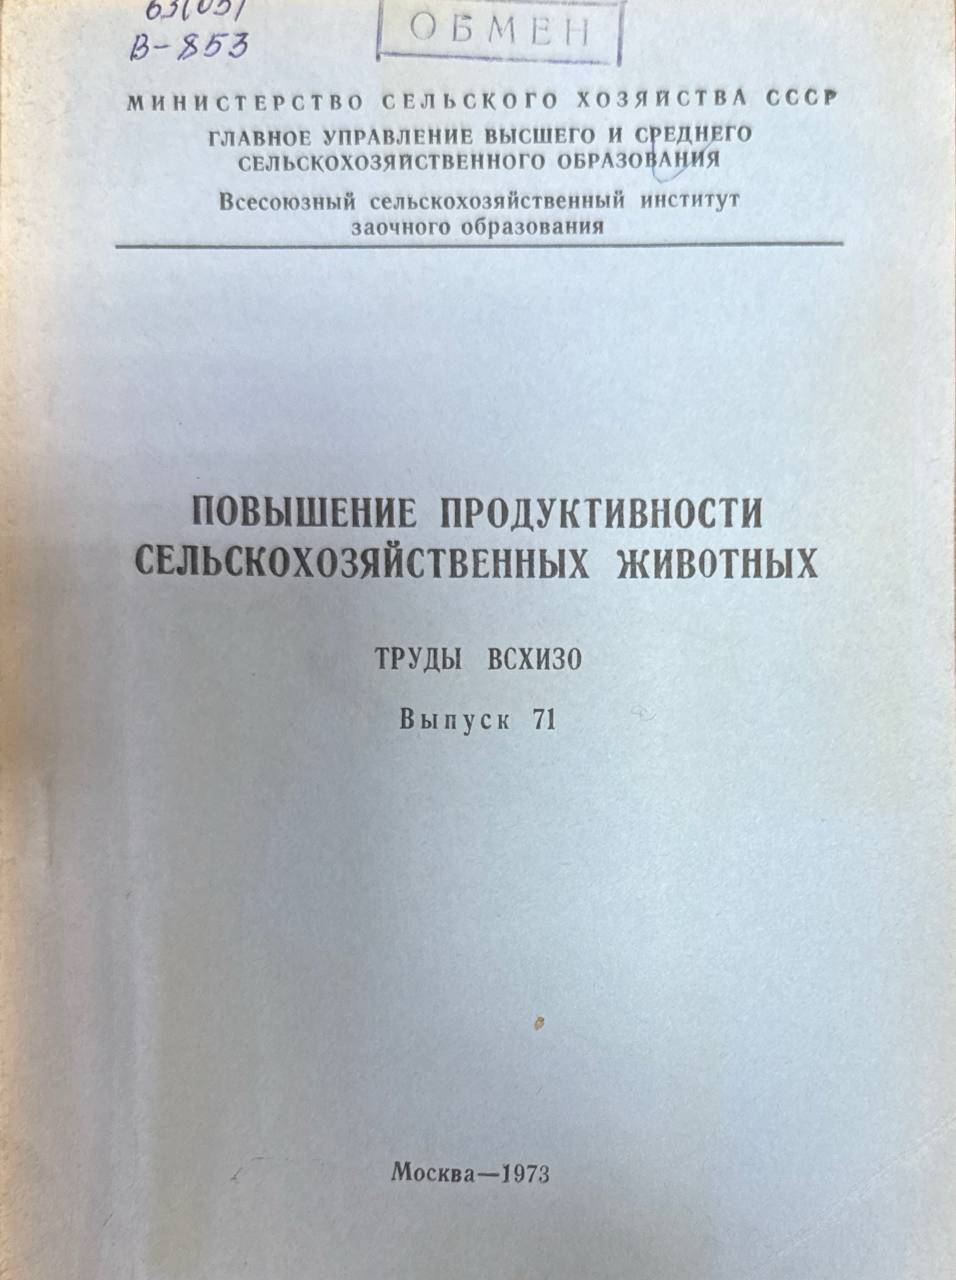 63(05)
В-853
ОБМЕН
МИНИСТЕРСТВО СЕЛЬСКОГО ХОЗЯЙСТВА СССР
ГЛАВНОЕ УПРАВЛЕНИЕ ВЫСШЕГО И СРЕДНЕГО
СЕЛЬСКОХОЗЯЙСТВЕННОГО ОБРАЗОВАНИЯ
Всесоюзный сельскохозяйственный институт
заочного образования
ПОВЫШЕНИЕ ПРОДУКТИВНОСТИ
СЕЛЬСКОХОЗЯЙСТВЕННЫХ ЖИВОТНЫХ
ТРУДЫ ВСХИЗО
Выпуск 71
Москва—1973